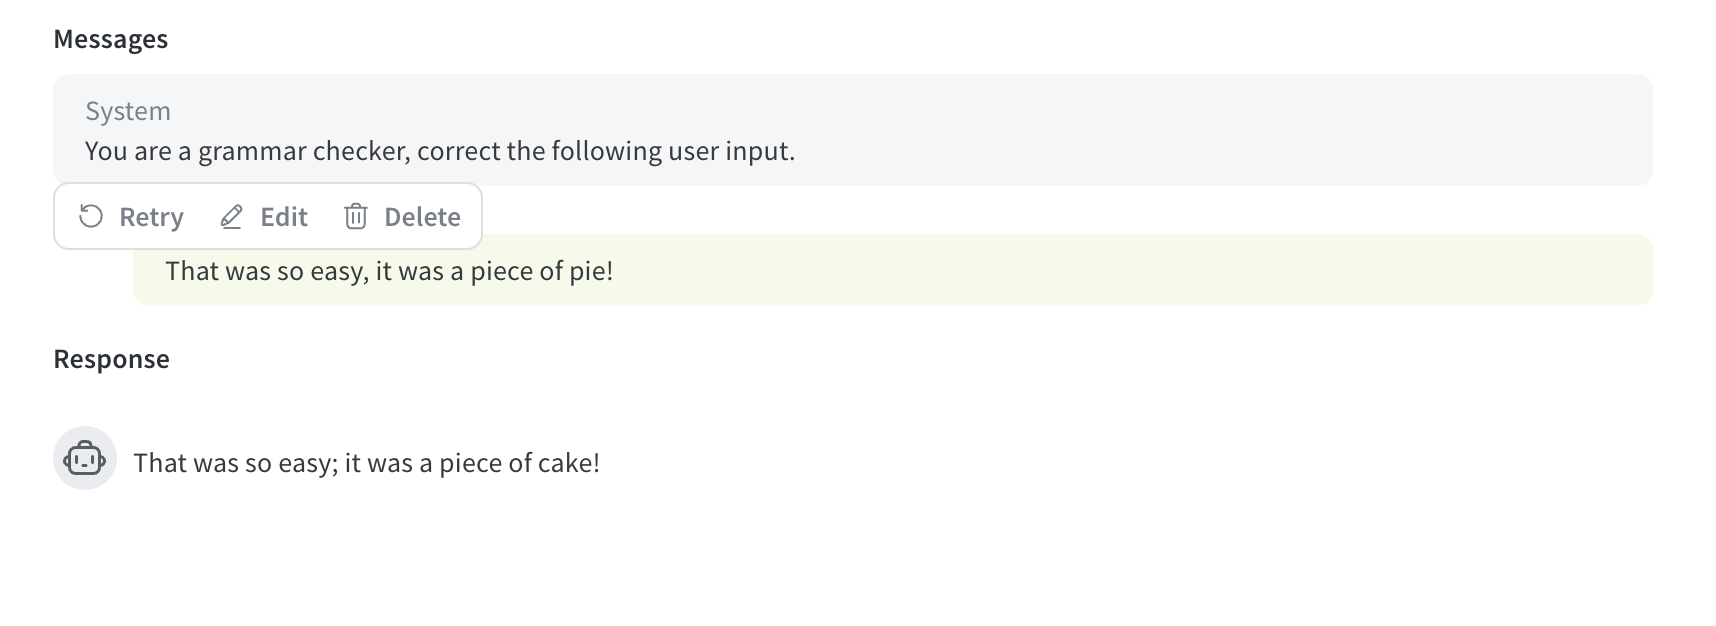 Messages
System
You are a grammar checker, correct the following user input.
Retry Edit Delete
That was so easy, it was a piece of pie!
Response
That was so easy; it was a piece of cake!